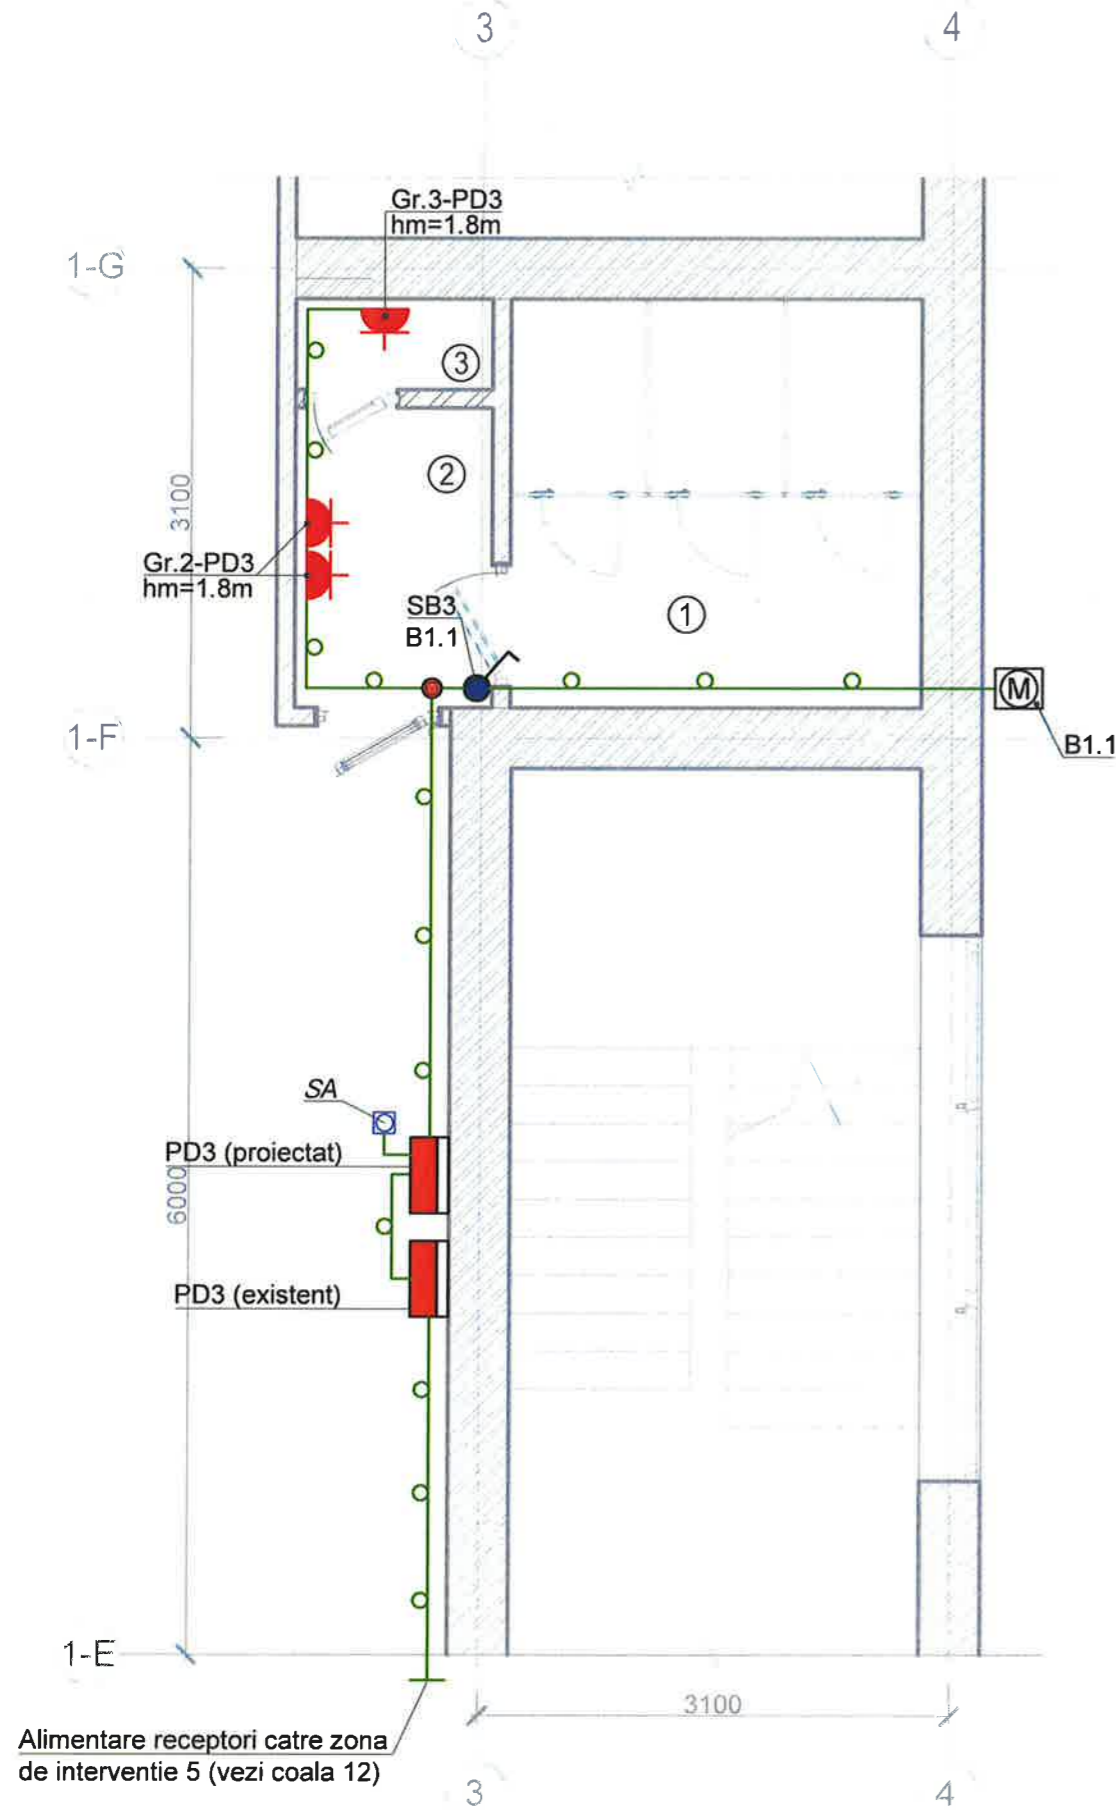 3
4
Gr.3-PD3
hm=1.8m
1-G
3
2
3100
Gr.2-PD3
hm=1.8m
SB3
B1.1
1
M
1-F
B1.1
SA
PD3 (proiectat)
6000
PD3 (existent)
1-E
3100
Alimentare receptori catre zona
de interventie 5 (vezi coala 12)
3
4